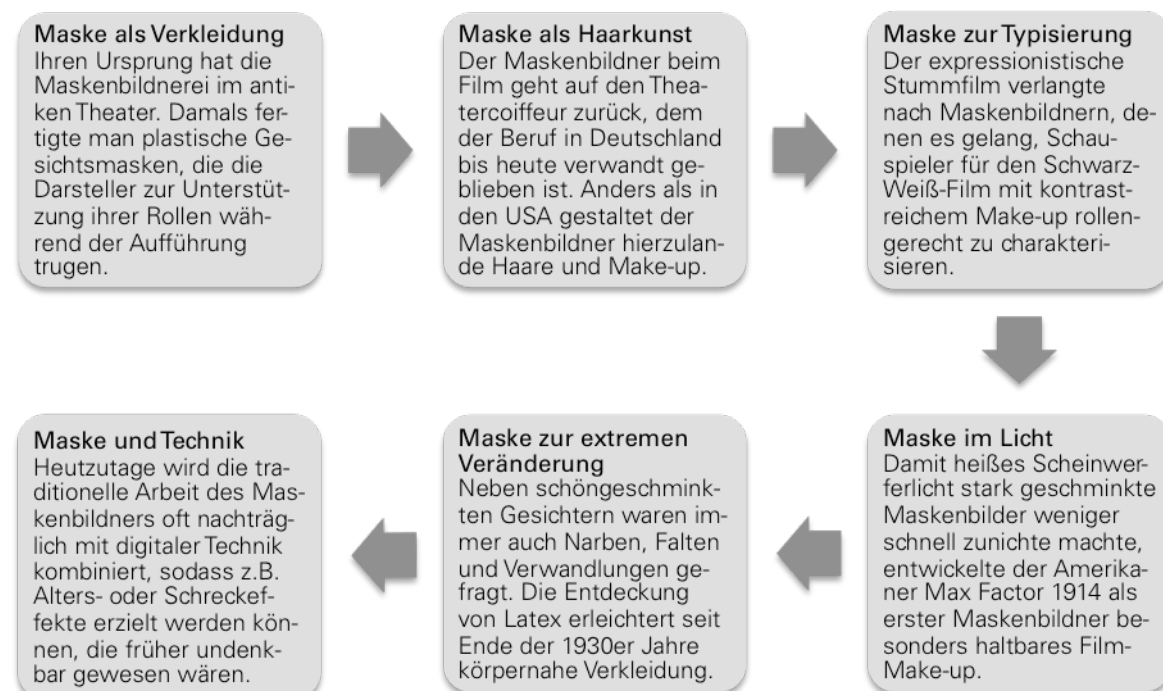 Maske als Verkleidung
Ihren Ursprung hat die
Maskenbildnerei im anti-
ken Theater. Damals fer-
tigte man plastische Ge-
sichtsmasken, die die
Darsteller zur Unterstüt-
zung ihrer Rollen wäh-
rend der Aufführung
trugen.
Maske als Haarkunst
Der Maskenbildner beim
Film geht auf den Thea-
tercoiffeur zurück, dem
der Beruf in Deutschland
bis heute verwandt ge-
blieben ist. Anders als in
den USA gestaltet der
Maskenbildner hierzulan-
de Haare und Make-up.
Maske zur Typisierung
Der expressionistische
Stummfilm verlangte
nach Maskenbildnern, de-
nen es gelang, Schau-
spieler für den Schwarz-
Weiß-Film mit kontrast-
reichem Make-up rollen-
gerecht zu charakteri-
sieren.
Maske im Licht
Damit heißes Scheinwer-
ferlicht stark geschminkte
Maskenbilder weniger
schnell zunichte machte,
entwickelte der Amerika-
ner Max Factor 1914 als
erster Maskenbildner be-
sonders haltbares Film-
Make-up.
Maske zur extremen
Veränderung
Neben schöngeschmink-
ten Gesichtern waren im-
mer auch Narben, Falten
und Verwandlungen ge-
fragt. Die Entdeckung
von Latex erleichtert seit
Ende der 1930er Jahre
körpernahe Verkleidung.
Maske und Technik
Heutzutage wird die tra-
ditionelle Arbeit des Mas-
kenbildners oft nachträg-
lich mit digitaler Technik
kombiniert, sodass z.B.
Alters- oder Schreckef-
fekte erzielt werden kön-
nen, die früher undenk-
bar gewesen wären.